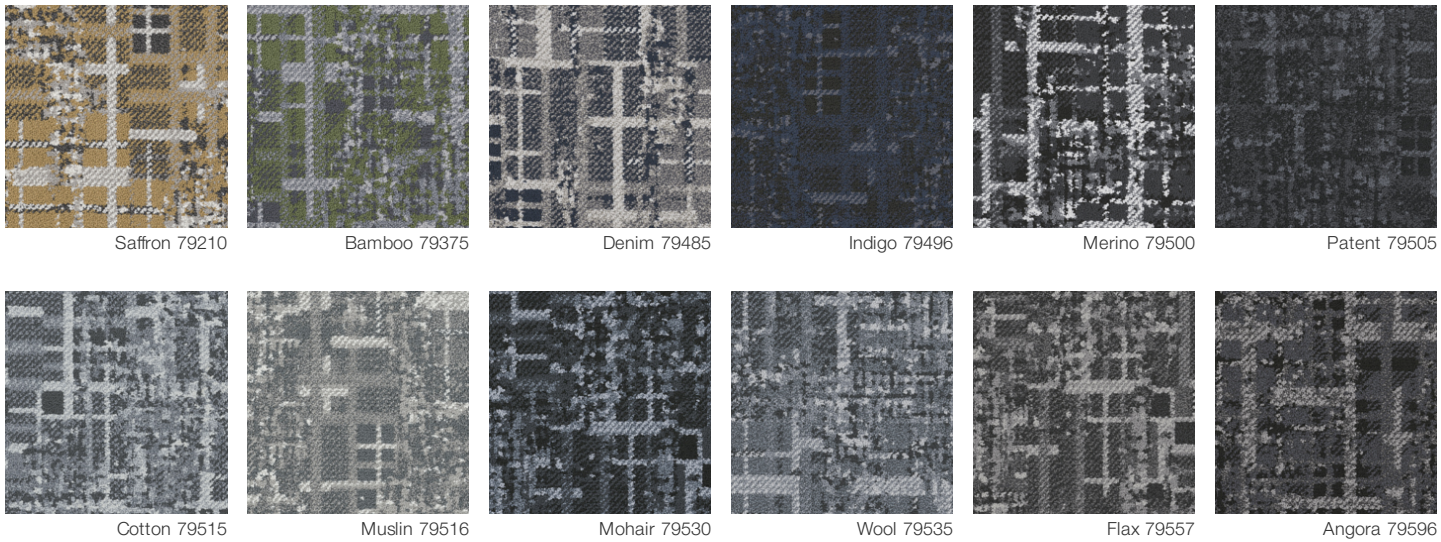 Saffron 79210
Bamboo 79375
Denim 79485
Indigo 79496
Merino 79500
Patent 79505
Cotton 79515
Muslin 79516
Mohair 79530
Wool 79535
Flax 79557
Angora 79596